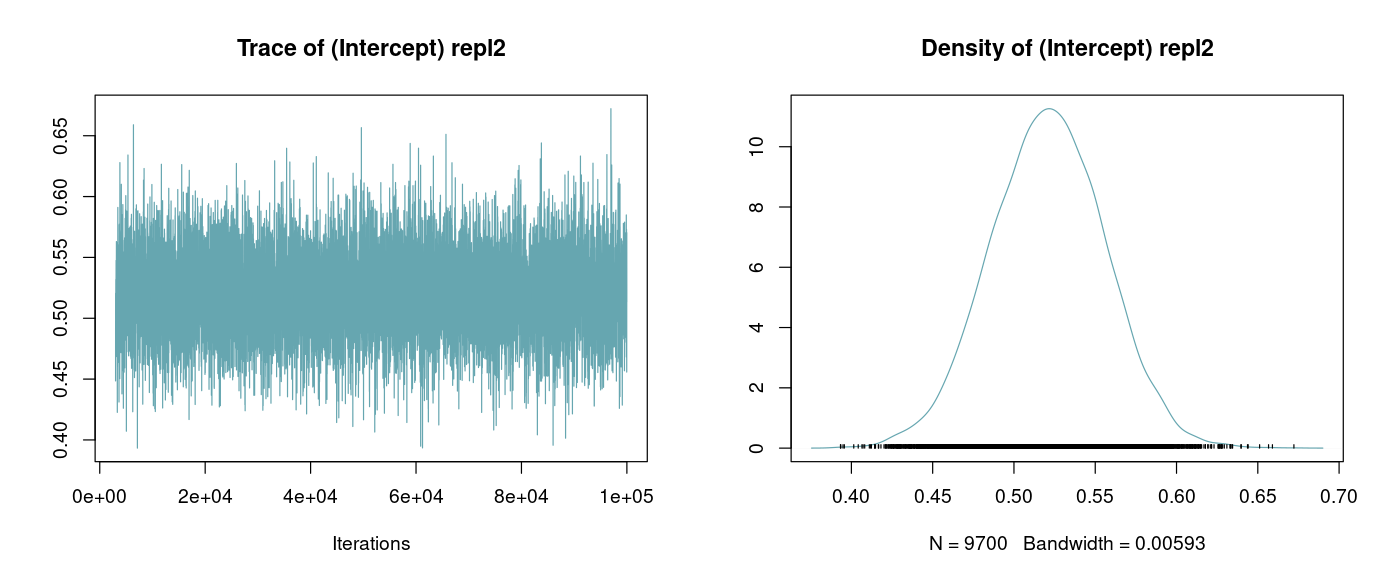 Trace of (Intercept) repl2
0.65
0.60
0.55
0.50
0.45
0.40
0e+00 2e+04 4e+04 6e+04 8e+04 1e+05
Iterations
Density of (Intercept) repl2
10
8
6
4
2
0
0.40 0.45 0.50 0.55 0.60 0.65 0.70
N = 9700 Bandwidth = 0.00593